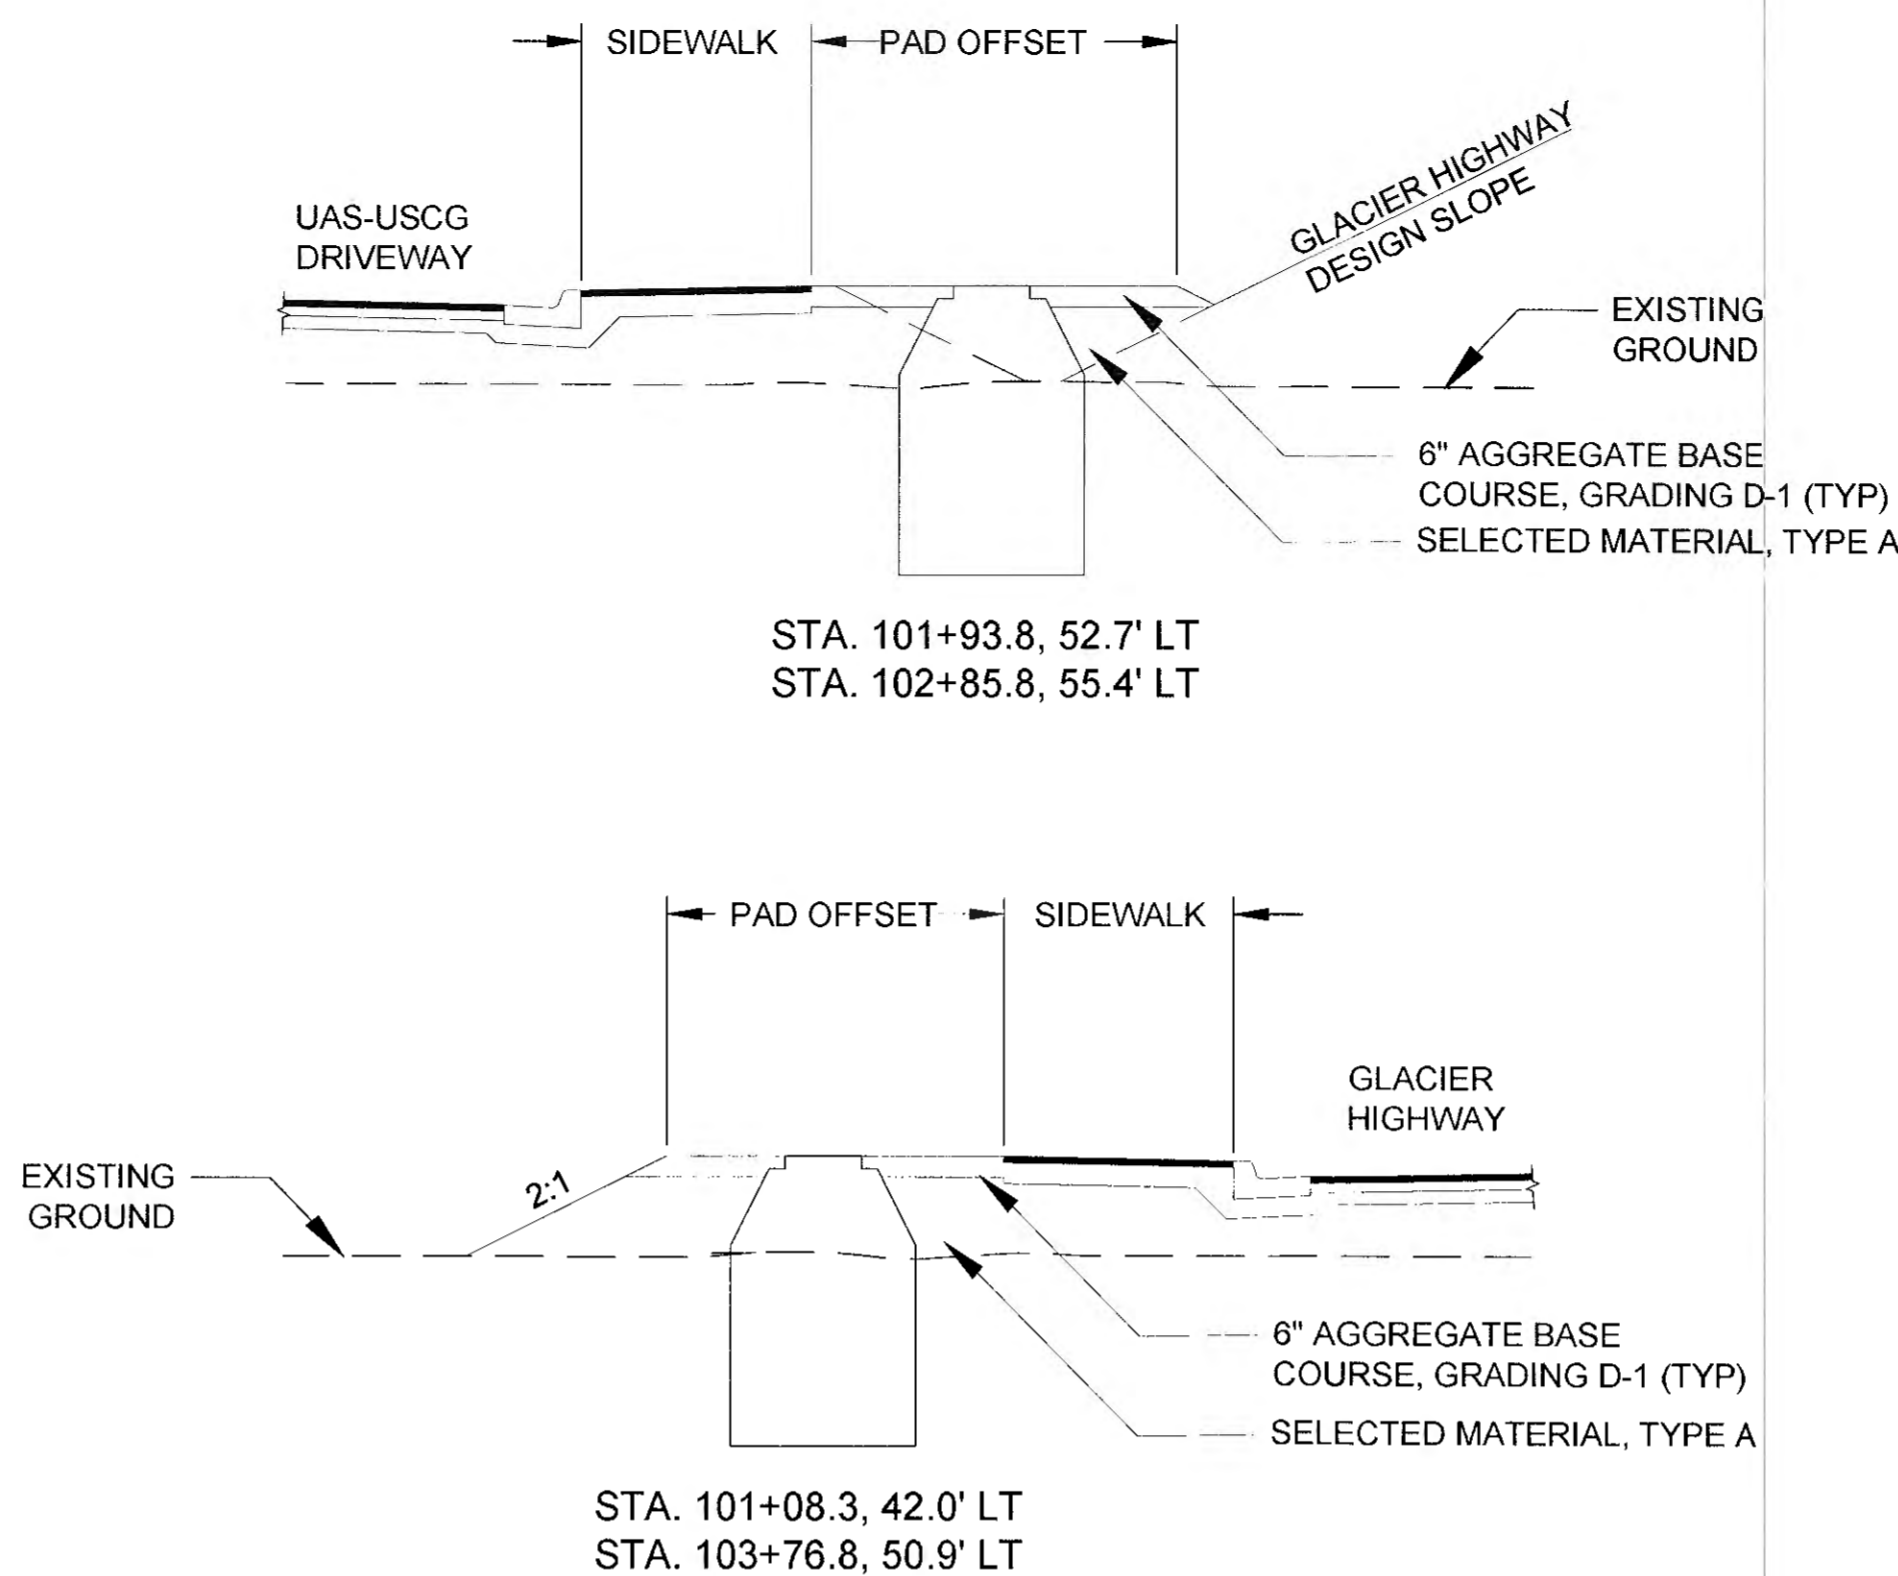 SIDEWALK
PAD OFFSET
GLACIER HIGHWAY
DESIGN SLOPE
UAS-USCG
DRIVEWAY
EXISTING
GROUND
6" AGGREGATE BASE
COURSE, GRADING D-1 (TYP)
SELECTED MATERIAL, TYPE A
STA. 101+93.8, 52.7' LT
STA. 102+85.8, 55.4' LT
PAD OFFSET
SIDEWALK
GLACIER
HIGHWAY
EXISTING
GROUND
2:1
6" AGGREGATE BASE
COURSE, GRADING D-1 (TYP)
SELECTED MATERIAL, TYPE A
STA. 101+08.3, 42.0' LT
STA. 103+76.8, 50.9' LT